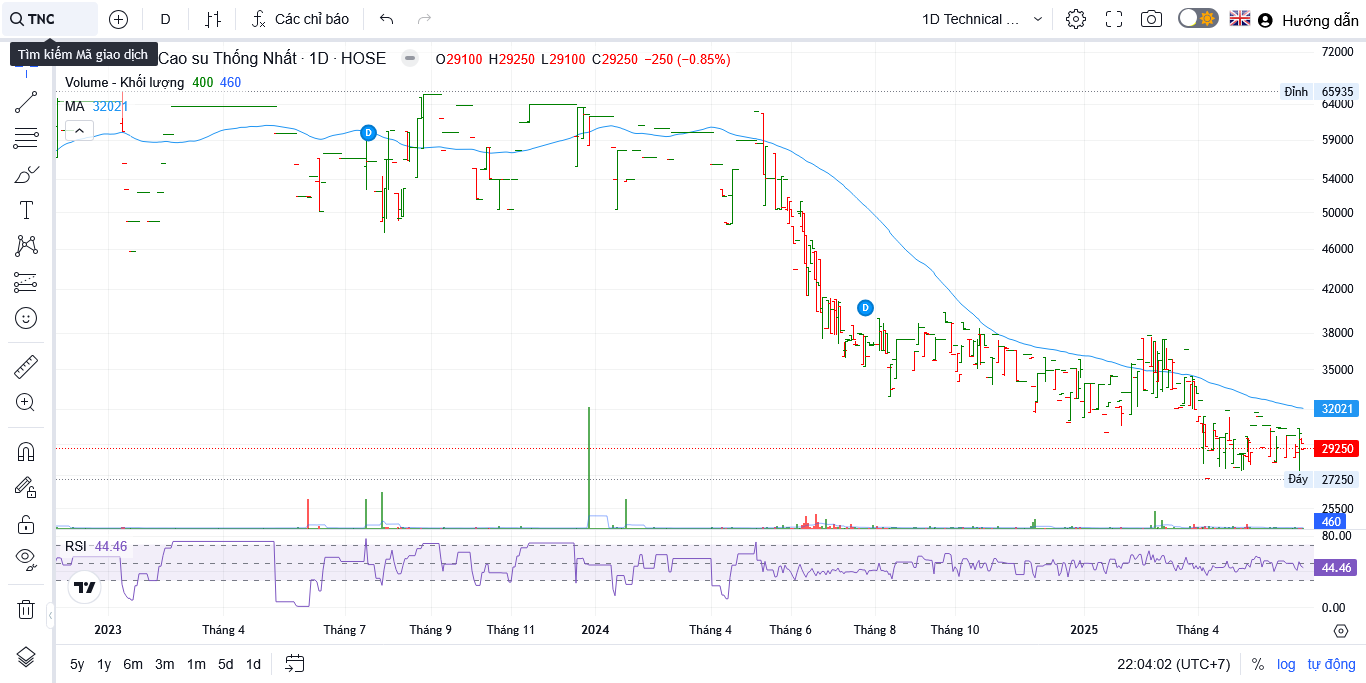 TNC
D
Các chỉ báo
1D Technical ...
Hướng dẫn
Tìm kiếm Mã giao dịch
Cao su Thống Nhất · 1D · HOSE
O29100 H29250 L29100 C29250 −250 (−0.85%)
Volume - Khối lượng 400 460
MA 32021
D
D
72000
Đỉnh 65935
64000
59000
54000
50000
46000
42000
38000
35000
32021
29250
Đáy 27250
25500
460
RSI 44.46
80.00
44.46
0.00
2023
Tháng 4
Tháng 7
Tháng 9
Tháng 11
2024
Tháng 4
Tháng 6
Tháng 8
Tháng 10
2025
Tháng 4
5y 1y 6m 3m 1m 5d 1d
22:04:02 (UTC+7)
% log tự động